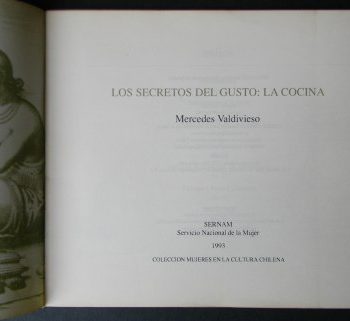 LOS SECRETOS DEL GUSTO: LA COCINA
Mercedes Valdivieso
SERNAM
Servicio Nacional de la Mujer
1993
COLECCION MUJERES EN LA CULTURA CHILENA